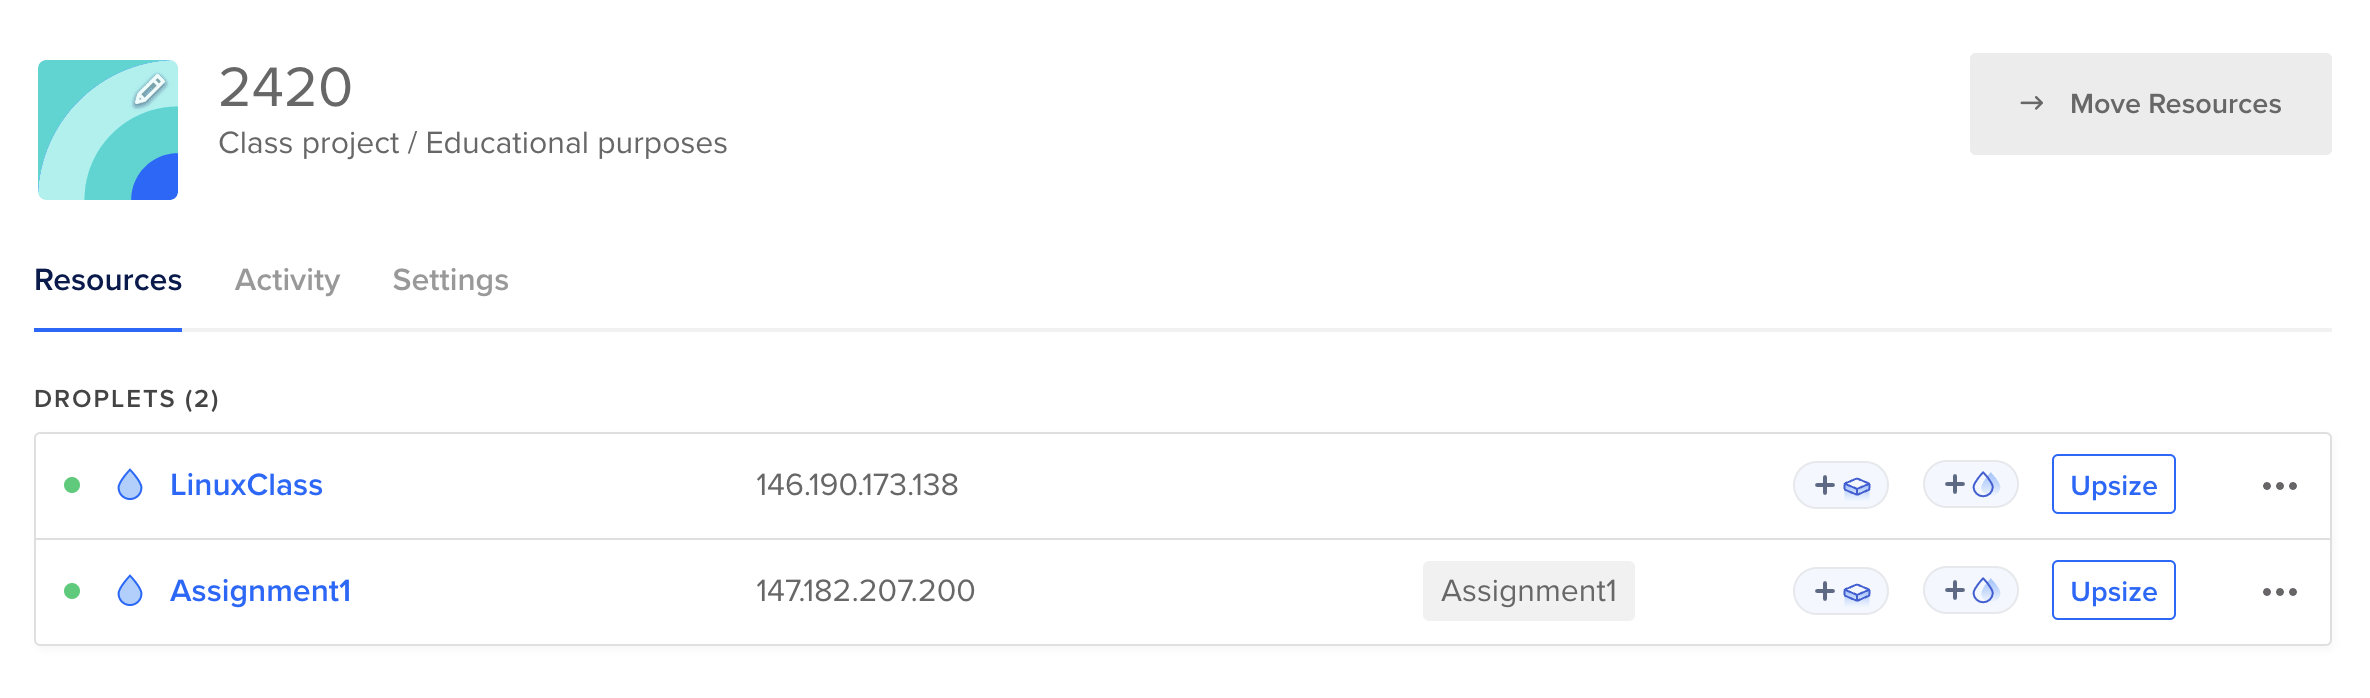 2420
Class project / Educational purposes
→ Move Resources
Resources Activity Settings
DROPLETS (2)
LinuxClass 146.190.173.138 + + Upsize •••
Assignment1 147.182.207.200 Assignment1 + + Upsize •••